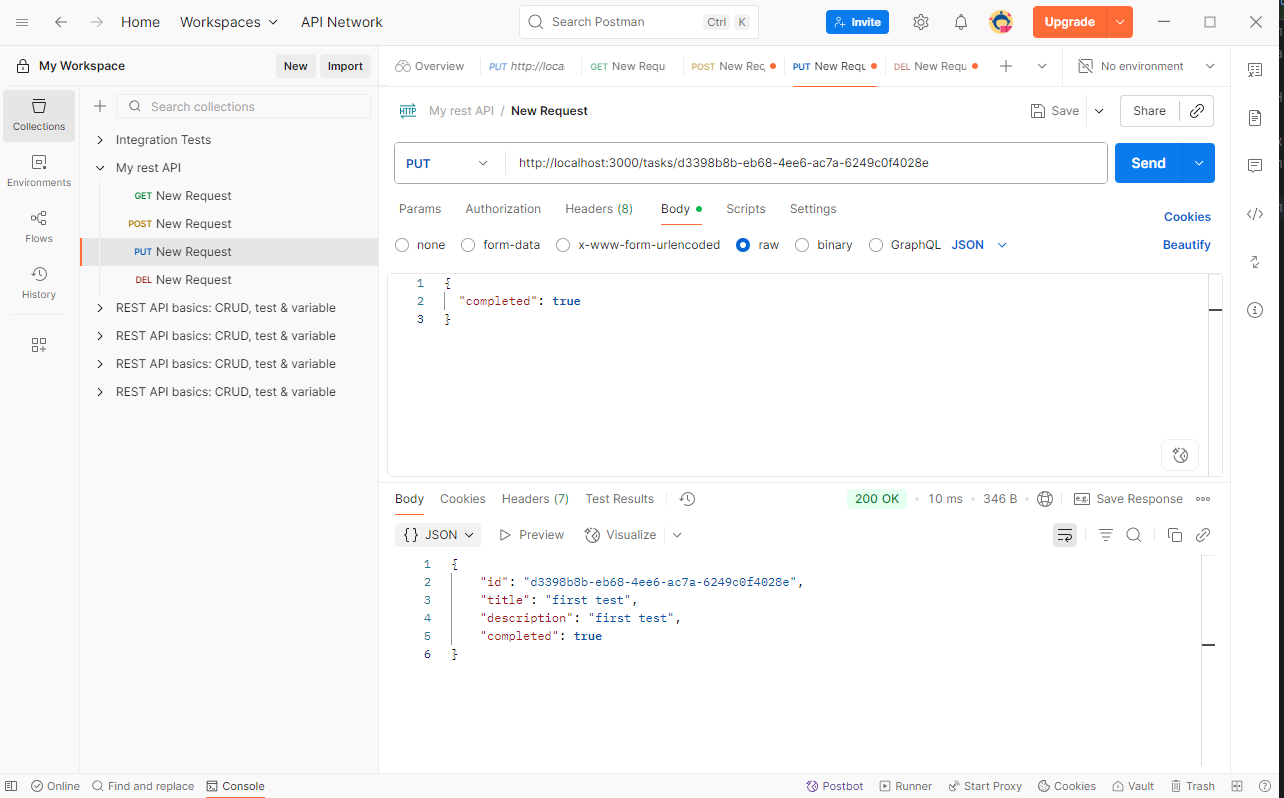 Home Workspaces API Network Search Postman Ctrl K Invite Upgrade
My Workspace New Import
Overview PUT http://loca GET New Requ POST New Rec PUT New Requ DEL New Requ No environment
Collections
Environments
Flows
History
Search collections
Integration Tests
My rest API
GET New Request
POST New Request
PUT New Request
DEL New Request
REST API basics: CRUD, test & variable
REST API basics: CRUD, test & variable
REST API basics: CRUD, test & variable
REST API basics: CRUD, test & variable
HTTP My rest API / New Request Save Share
PUT http://localhost:3000/tasks/d3398b8b-eb68-4ee6-ac7a-6249c0f4028e Send
Params Authorization Headers (8) Body Scripts Settings Cookies
none form-data x-www-form-urlencoded raw binary GraphQL JSON Beautify
1 {
2 "completed": true
3 }
Body Cookies Headers (7) Test Results 200 OK • 10 ms • 346 B • e.g. Save Response
{} JSON Preview Visualize
1 {
2 "id": "d3398b8b-eb68-4ee6-ac7a-6249c0f4028e",
3 "title": "first test",
4 "description": "first test",
5 "completed": true
6 }
Online Find and replace Console Postbot Runner Start Proxy Cookies Vault Trash